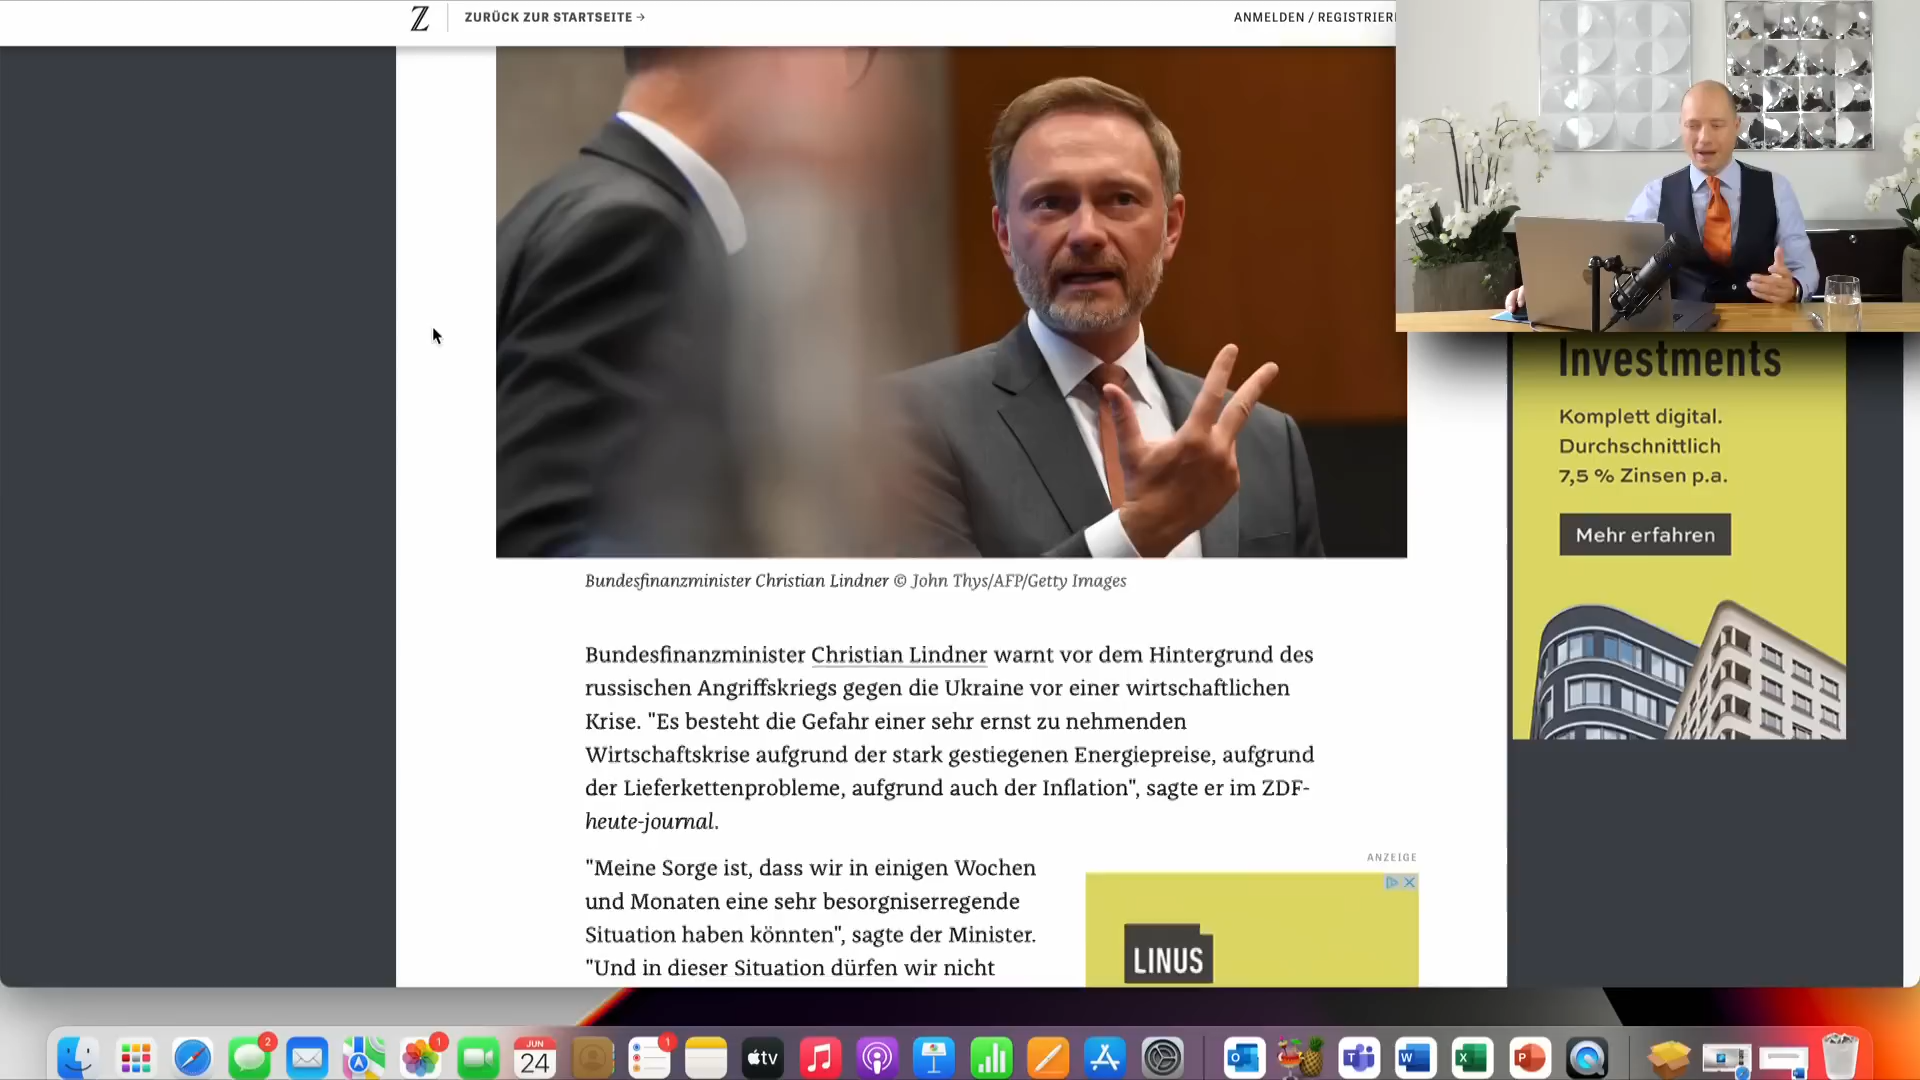 Z
ZURÜCK ZUR STARTSEITE →
ANMELDEN / REGISTRIER
Bundesfinanzminister Christian Lindner © John Thys/AFP/Getty Images
Bundesfinanzminister Christian Lindner warnt vor dem Hintergrund des
russischen Angriffskriegs gegen die Ukraine vor einer wirtschaftlichen
Krise. "Es besteht die Gefahr einer sehr ernst zu nehmenden
Wirtschaftskrise aufgrund der stark gestiegenen Energiepreise, aufgrund
der Lieferkettenprobleme, aufgrund auch der Inflation", sagte er im ZDF-
heute-journal.
"Meine Sorge ist, dass wir in einigen Wochen
und Monaten eine sehr besorgniserregende
Situation haben könnten", sagte der Minister.
"Und in dieser Situation dürfen wir nicht
ANZEIGE
LINUS
Investments
Komplett digital.
Durchschnittlich
7,5 % Zinsen p.a.
Mehr erfahren
2
1
JUN
24
1
tv